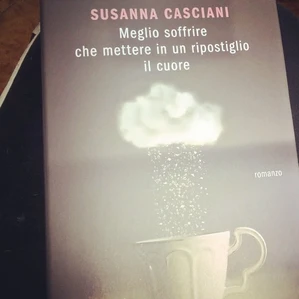 SUSANNA CASCIANI
Meglio soffrire
che mettere in un ripostiglio
il cuore
romanzo